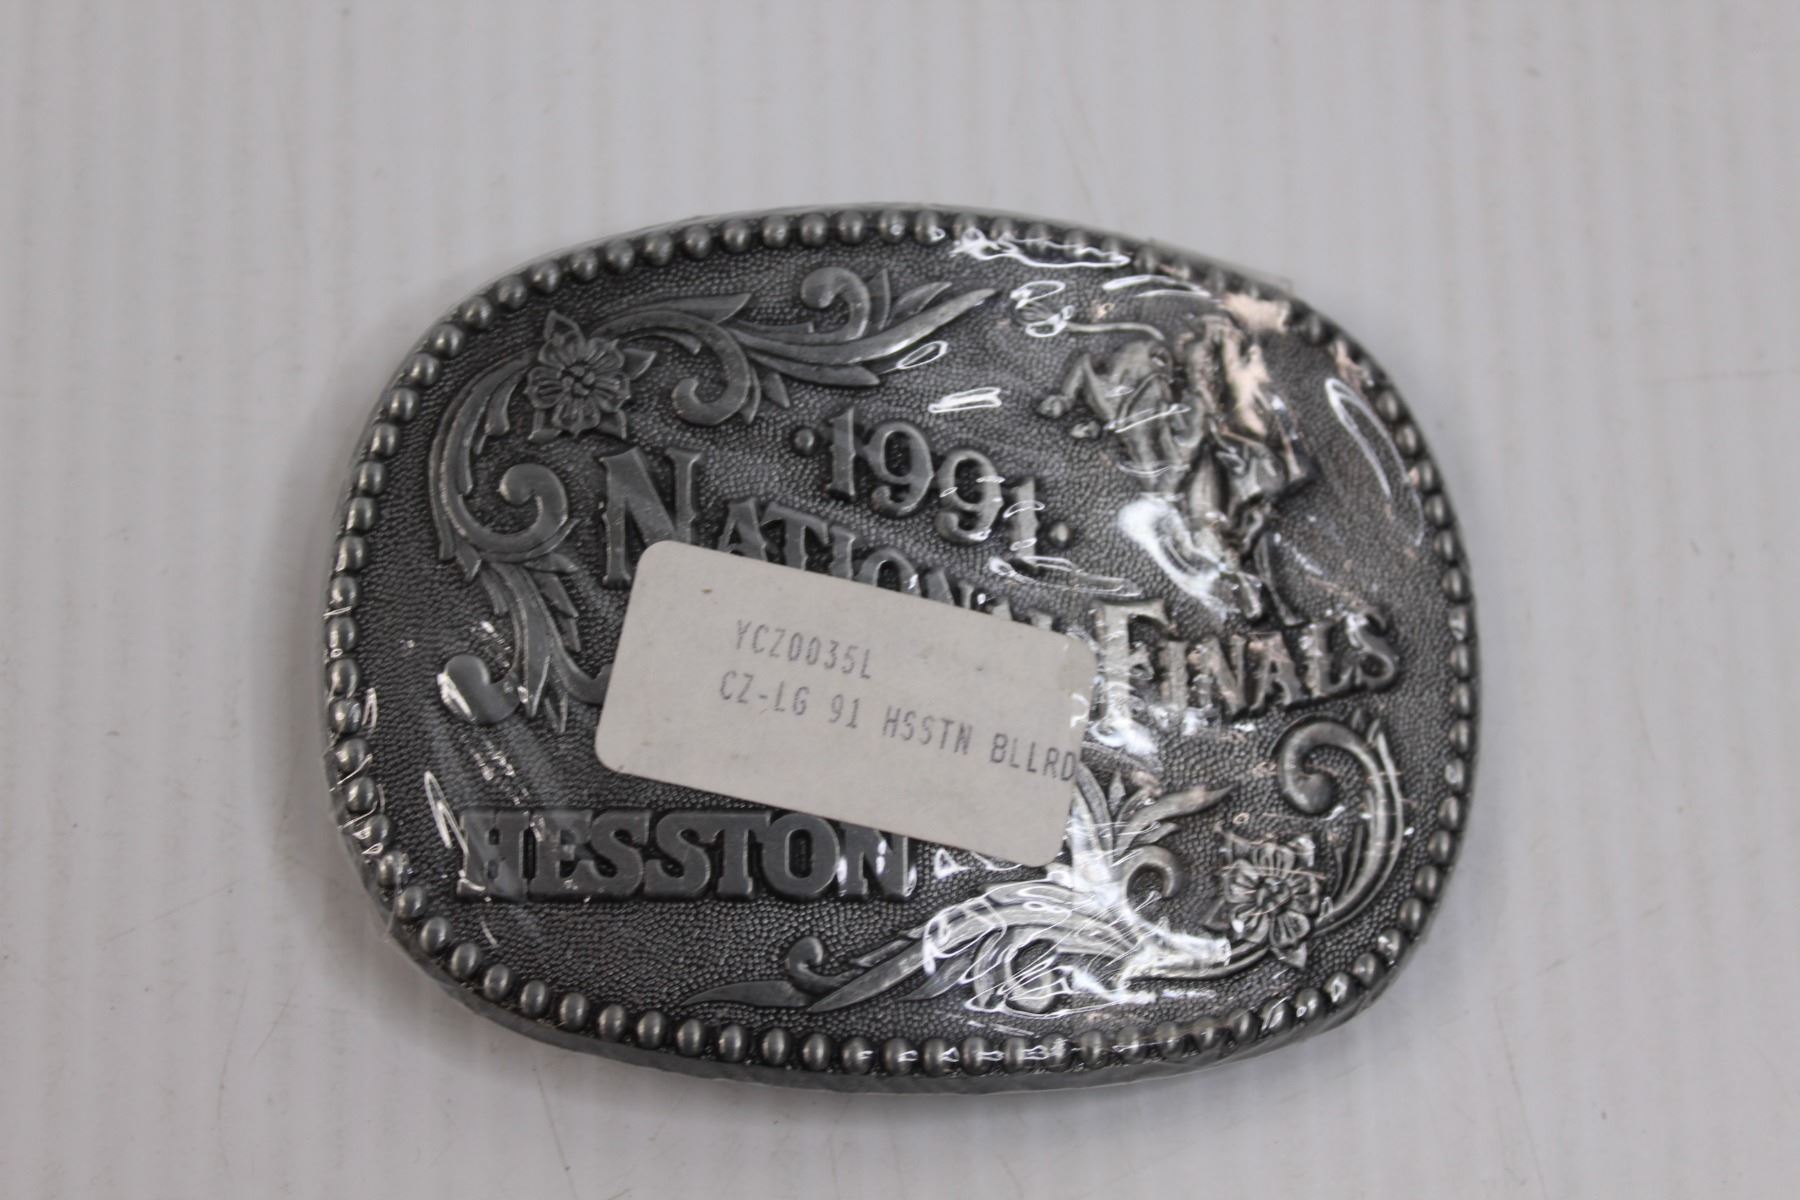 ·1991·
NATIONAL FINALS
YCZ0035L
CZ-LG 91 HSSTN BLLRD
HESSTON